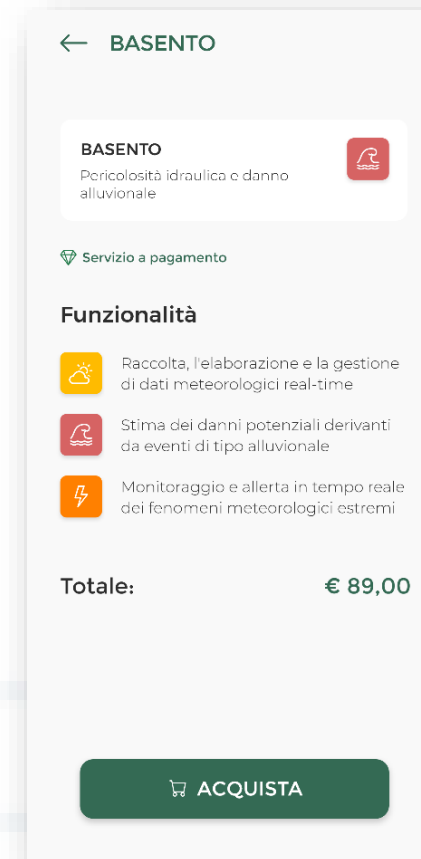 BASENTO
BASENTO
Pericolosità idraulica e danno
alluvionale
Servizio a pagamento
Funzionalità
Raccolta, l'elaborazione e la gestione
di dati meteorologici real-time
Stima dei danni potenziali derivanti
da eventi di tipo alluvionale
Monitoraggio e allerta in tempo reale
dei fenomeni meteorologici estremi
Totale: € 89,00
ACQUISTA